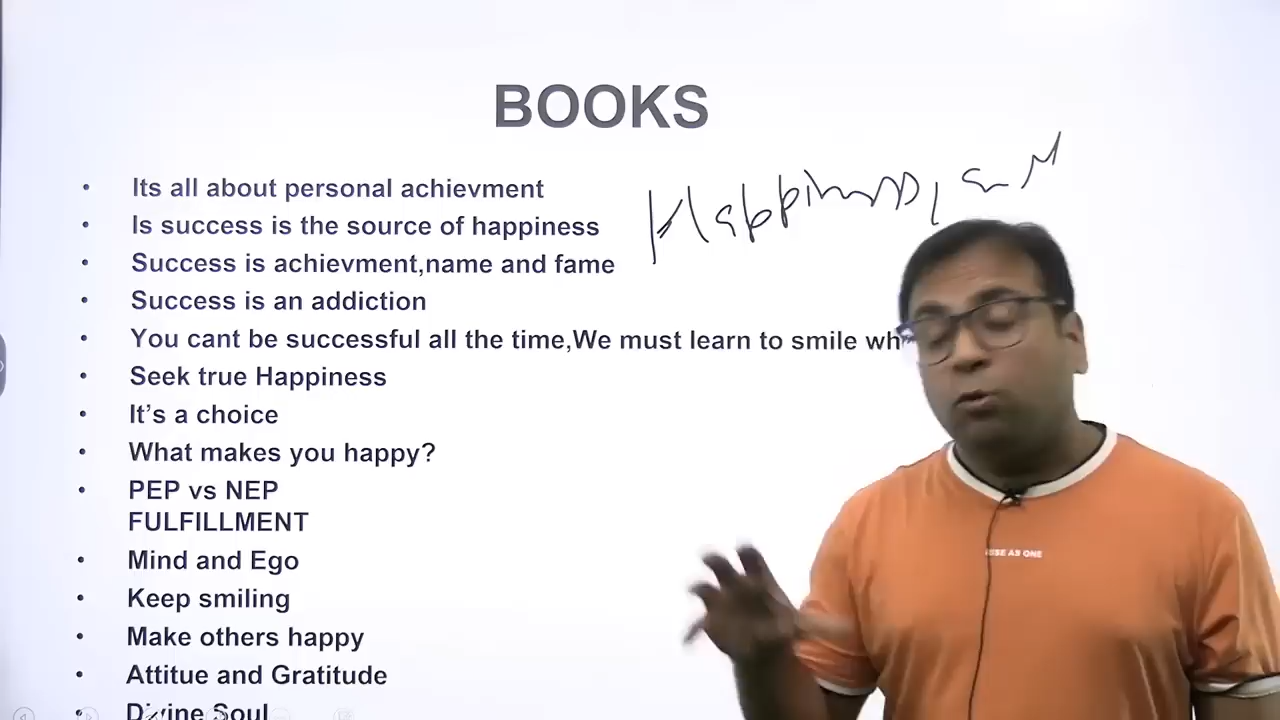 BOOKS
Its all about personal achievment
Is success is the source of happiness
Happiness,
Success is achievment,name and fame
Success is an addiction
You cant be successful all the time,We must learn to smile
Seek true Happiness
It's a choice
What makes you happy?
PEP vs NEP
FULFILLMENT
Mind and Ego
AS ONE
Keep smiling
Make others happy
Attitue and Gratitude
Divine Soul